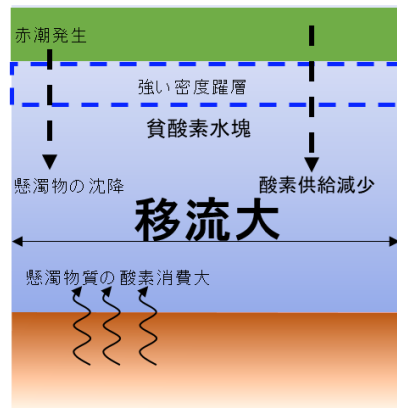 赤潮発生
強い密度躍層
貧酸素水塊
懸濁物の沈降
酸素供給減少
移流大
懸濁物質の酸素消費大